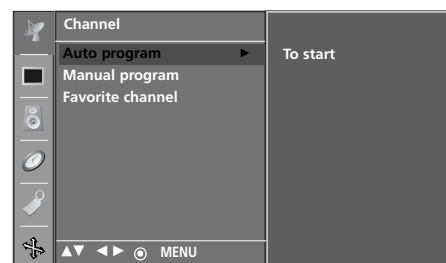 Channel
Auto program ►
To start
Manual program
Favorite channel
▲▼ ◄► ◉ MENU